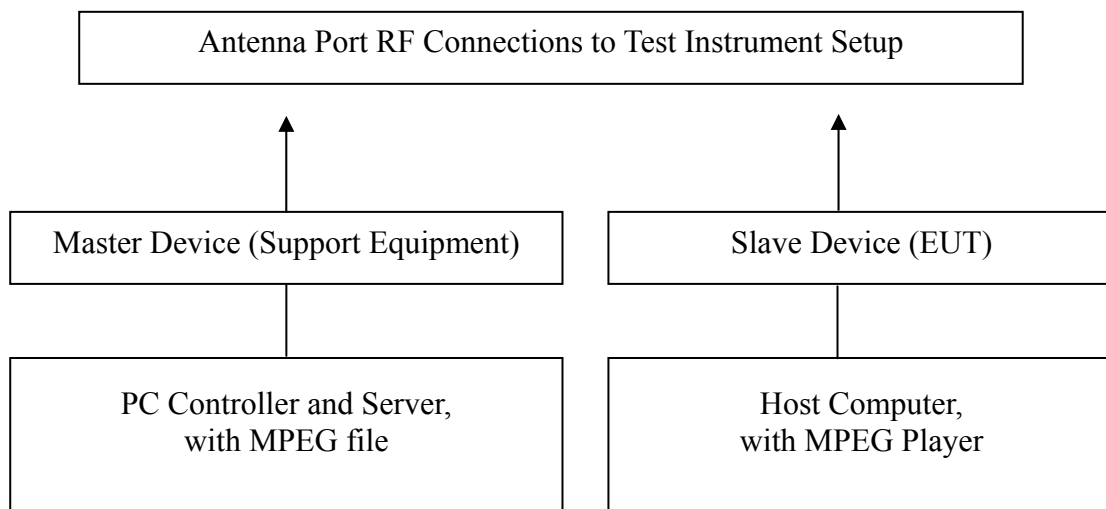 Antenna Port RF Connections to Test Instrument Setup
Master Device (Support Equipment)
Slave Device (EUT)
PC Controller and Server,
with MPEG file
Host Computer,
with MPEG Player